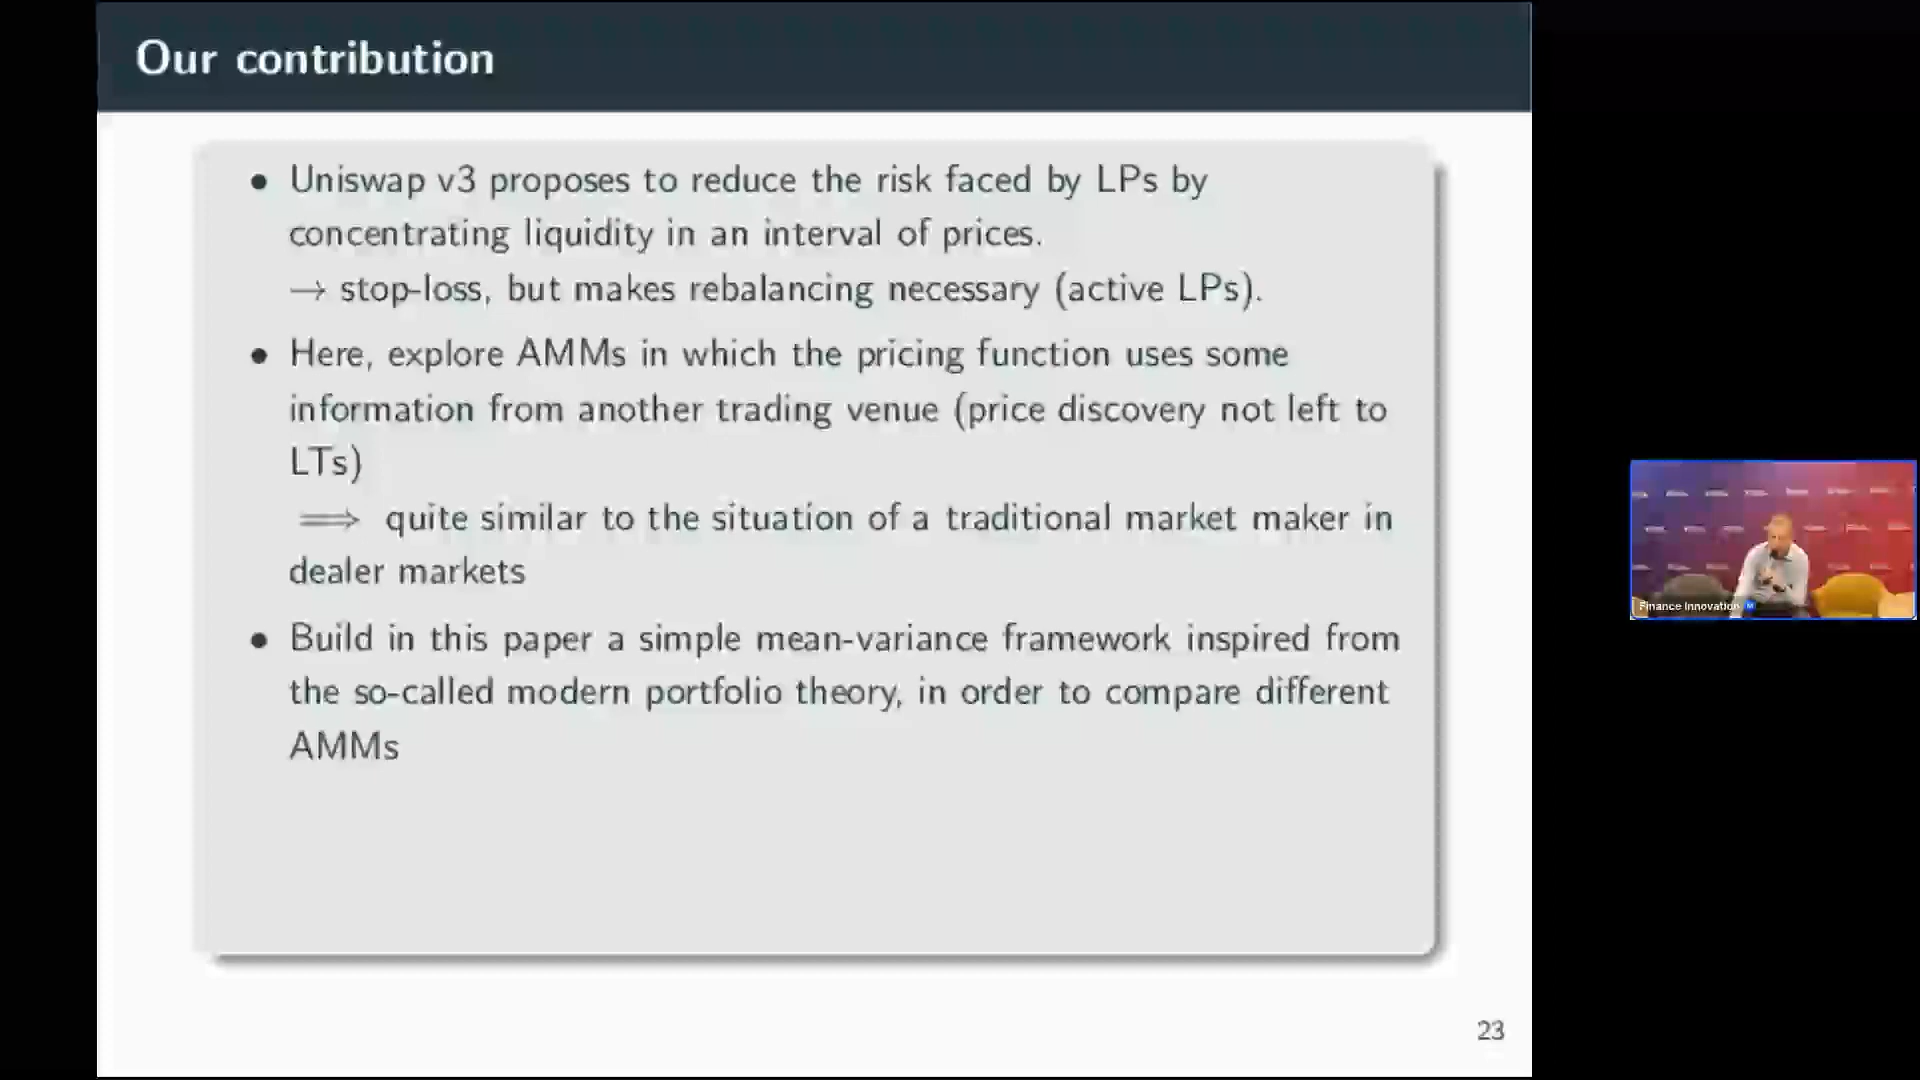 Our contribution
• Uniswap v3 proposes to reduce the risk faced by LPs by
concentrating liquidity in an interval of prices.
→ stop-loss, but makes rebalancing necessary (active LPs).
• Here, explore AMMs in which the pricing function uses some
information from another trading venue (price discovery not left to
LTs)
⟹ quite similar to the situation of a traditional market maker in
dealer markets
• Build in this paper a simple mean-variance framework inspired from
the so-called modern portfolio theory, in order to compare different
AMMs
23
Finance Innovation